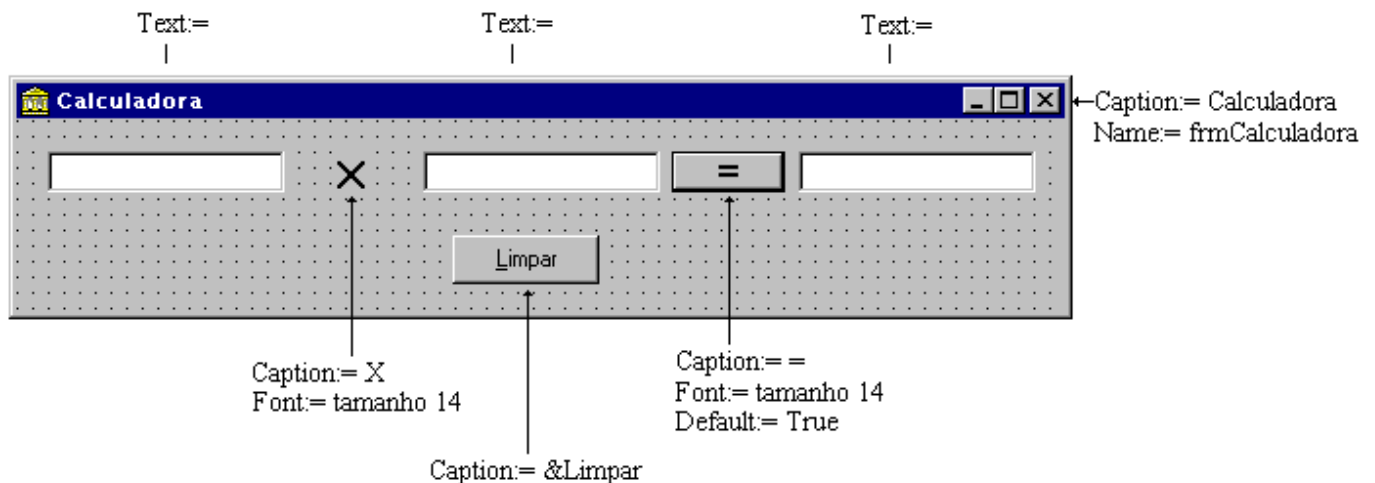 Text:=
Text:=
Text:=
Calculadora
Caption:= Calculadora
Name:= frmCalculadora
X
=
Limpar
Caption:= X
Font:= tamanho 14
Caption:= =
Font:= tamanho 14
Default:= True
Caption:= &Limpar